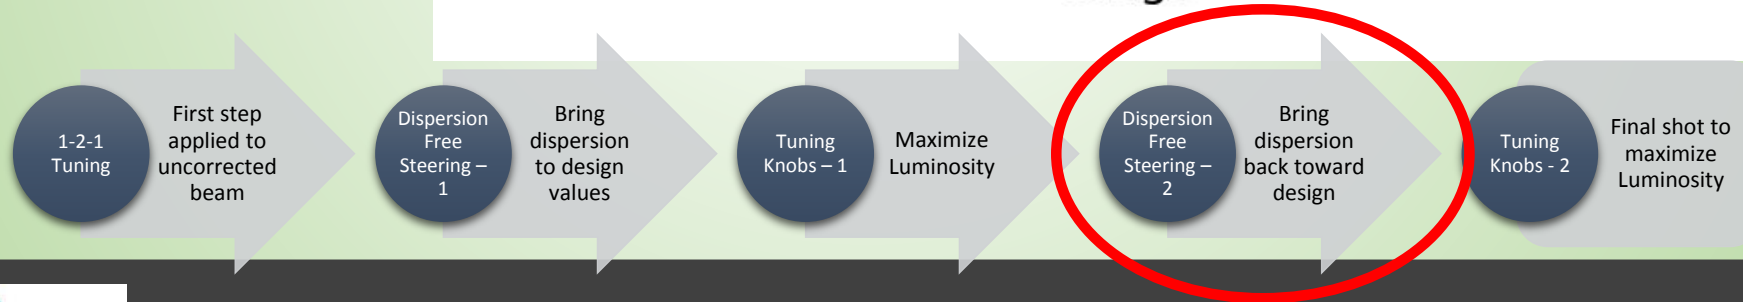 1-2-1
Tuning
First step
applied to
uncorrected
beam
Dispersion
Free
Steering –
1
Bring
dispersion
to design
values
Tuning
Knobs – 1
Maximize
Luminosity
Dispersion
Free
Steering –
2
Bring
dispersion
back toward
design
Tuning
Knobs - 2
Final shot to
maximize
Luminosity